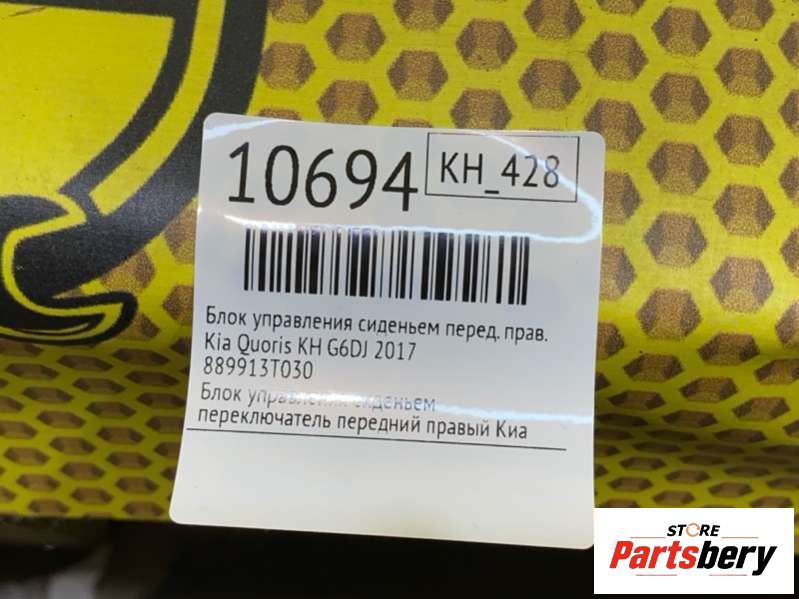 10694 KH_428
Блок управления сиденьем перед. прав.
Kia Quoris KH G6DJ 2017
889913T030
Блок управления сиденьем
переключатель передний правый Киа
STORE
Partsbery